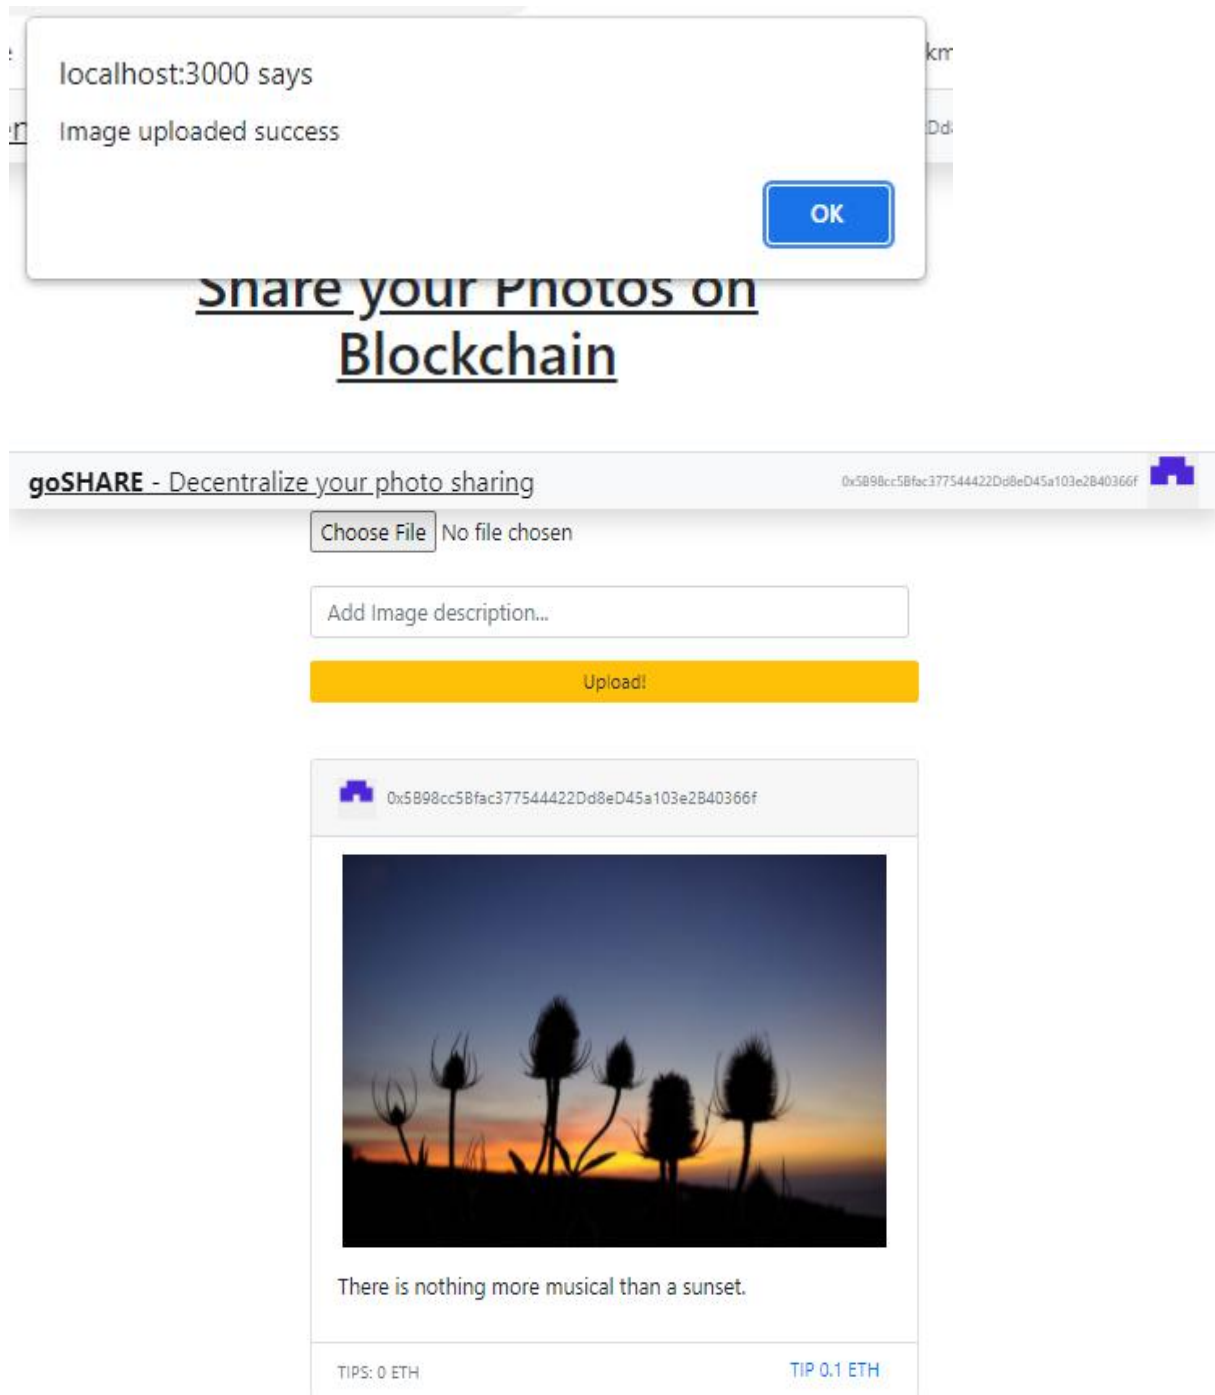 localhost:3000 says
Image uploaded success
OK
Share your Photos on
Blockchain
goSHARE - Decentralize your photo sharing
0x5B98cc5Bfac377544422Dd8eD45a103e2B40366f
Choose File No file chosen
Add Image description...
Upload!
0x5B98cc5Bfac377544422Dd8eD45a103e2B40366f
There is nothing more musical than a sunset.
TIPS: 0 ETH
TIP 0.1 ETH